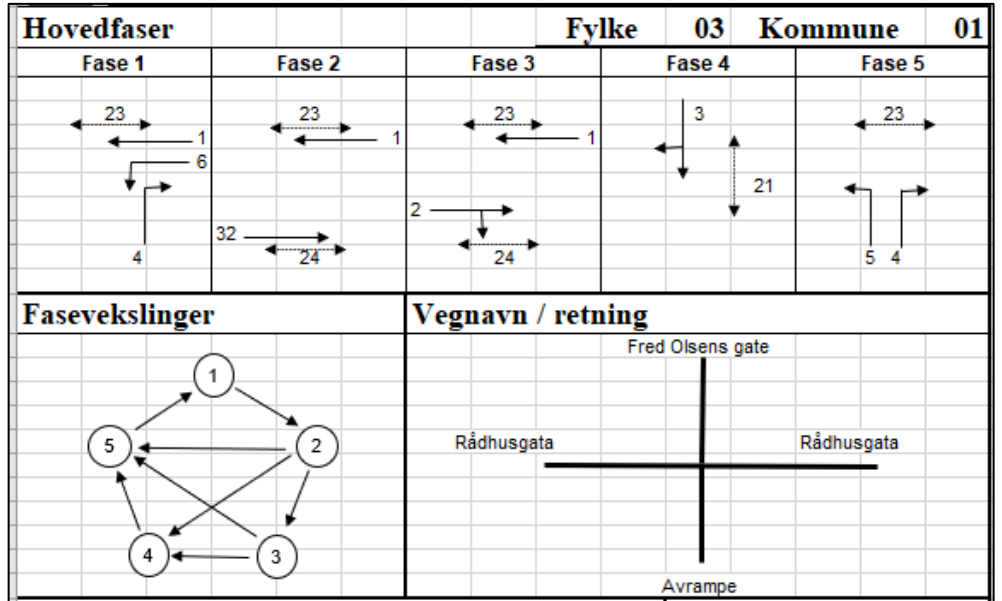 Hovedfaser Fylke 03 Kommune 01
Fase 1 Fase 2 Fase 3 Fase 4 Fase 5
23 23 23 3 23
1 1 1
6
21
2
32
4 24 24 5 4
Fasevekslinger Vegnavn / retning
Fred Olsens gate
1
5 2 Rådhusgata Rådhusgata
4 3
Avrampe